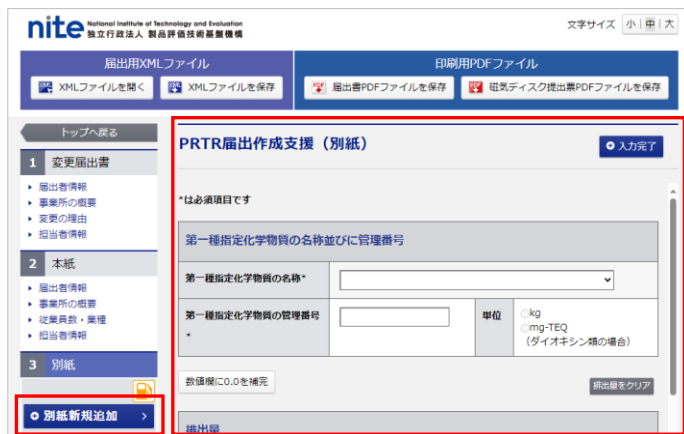 nite National Institute of Technology and Evaluation
独立行政法人 製品評価技術基盤機構
文字サイズ 小 中 大
届出用XMLファイル
XMLファイルを開く XMLファイルを保存
印刷用PDFファイル
届出書PDFファイルを保存 磁気ディスク提出票PDFファイルを保存
トップへ戻る
1 変更届出書
届出者情報
事業所の概要
変更の理由
担当者情報
2 本紙
届出者情報
事業所の概要
従業員数・業種
担当者情報
3 別紙
別紙新規追加
PRTR届出作成支援（別紙）
入力完了
*は必須項目です
第一種指定化学物質の名称並びに管理番号
第一種指定化学物質の名称*
第一種指定化学物質の管理番号
*
単位
kg
mg-TEQ
（ダイオキシン類の場合）
数値欄に0.0を補完
排出量をクリア
排出量